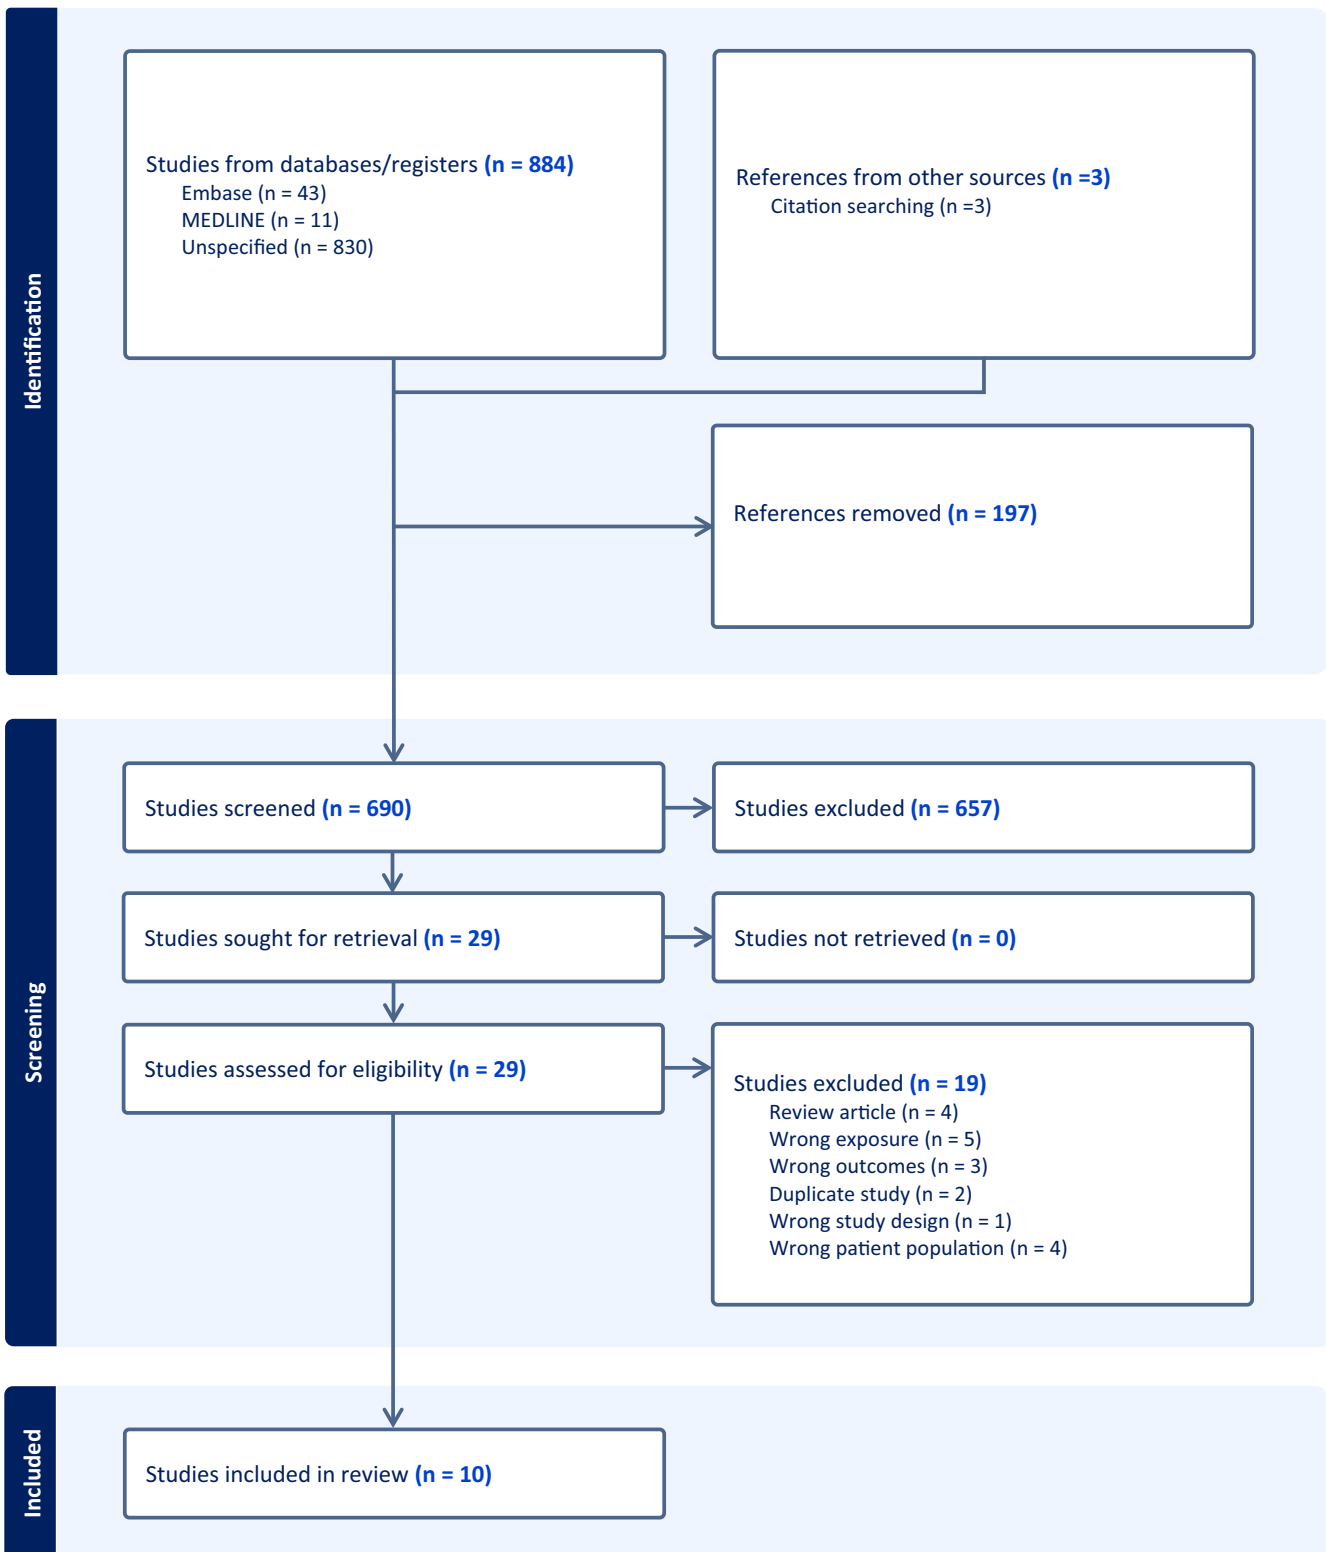 Identification
Studies from databases/registers (n = 884)
Embase (n = 43)
MEDLINE (n = 11)
Unspecified (n = 830)
References from other sources (n =3)
Citation searching (n =3)
References removed (n = 197)
Screening
Studies screened (n = 690)
Studies excluded (n = 657)
Studies sought for retrieval (n = 29)
Studies not retrieved (n = 0)
Studies assessed for eligibility (n = 29)
Studies excluded (n = 19)
Review article (n = 4)
Wrong exposure (n = 5)
Wrong outcomes (n = 3)
Duplicate study (n = 2)
Wrong study design (n = 1)
Wrong patient population (n = 4)
Included
Studies included in review (n = 10)